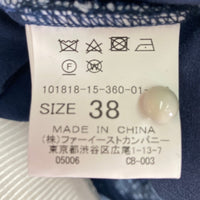 101818-15-360-01-
SIZE 38
MADE IN CHINA
(株)ファーイーストカンパニー
東京都渋谷区広尾1-13-7
05006 CB-003